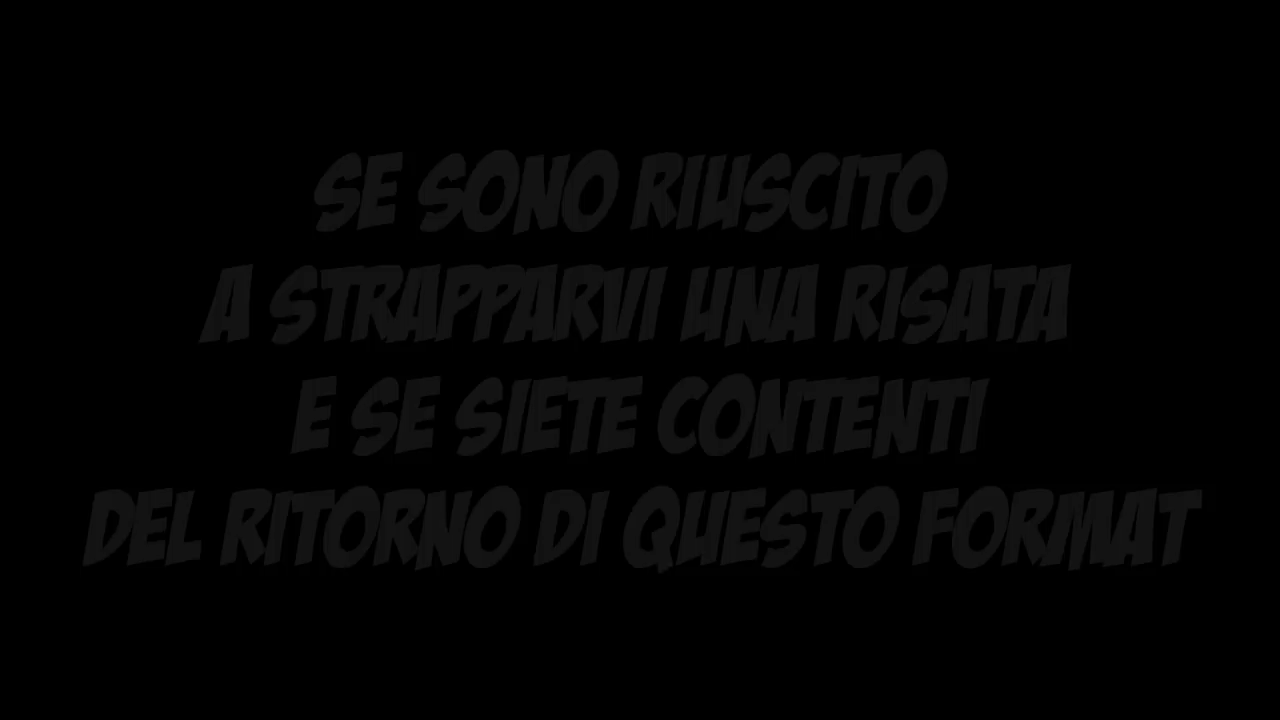 SE SONO RIUSCITO
A STRAPPARVI UNA RISATA
E SE SIETE CONTENTI
DEL RITORNO DI QUESTO FORMAT